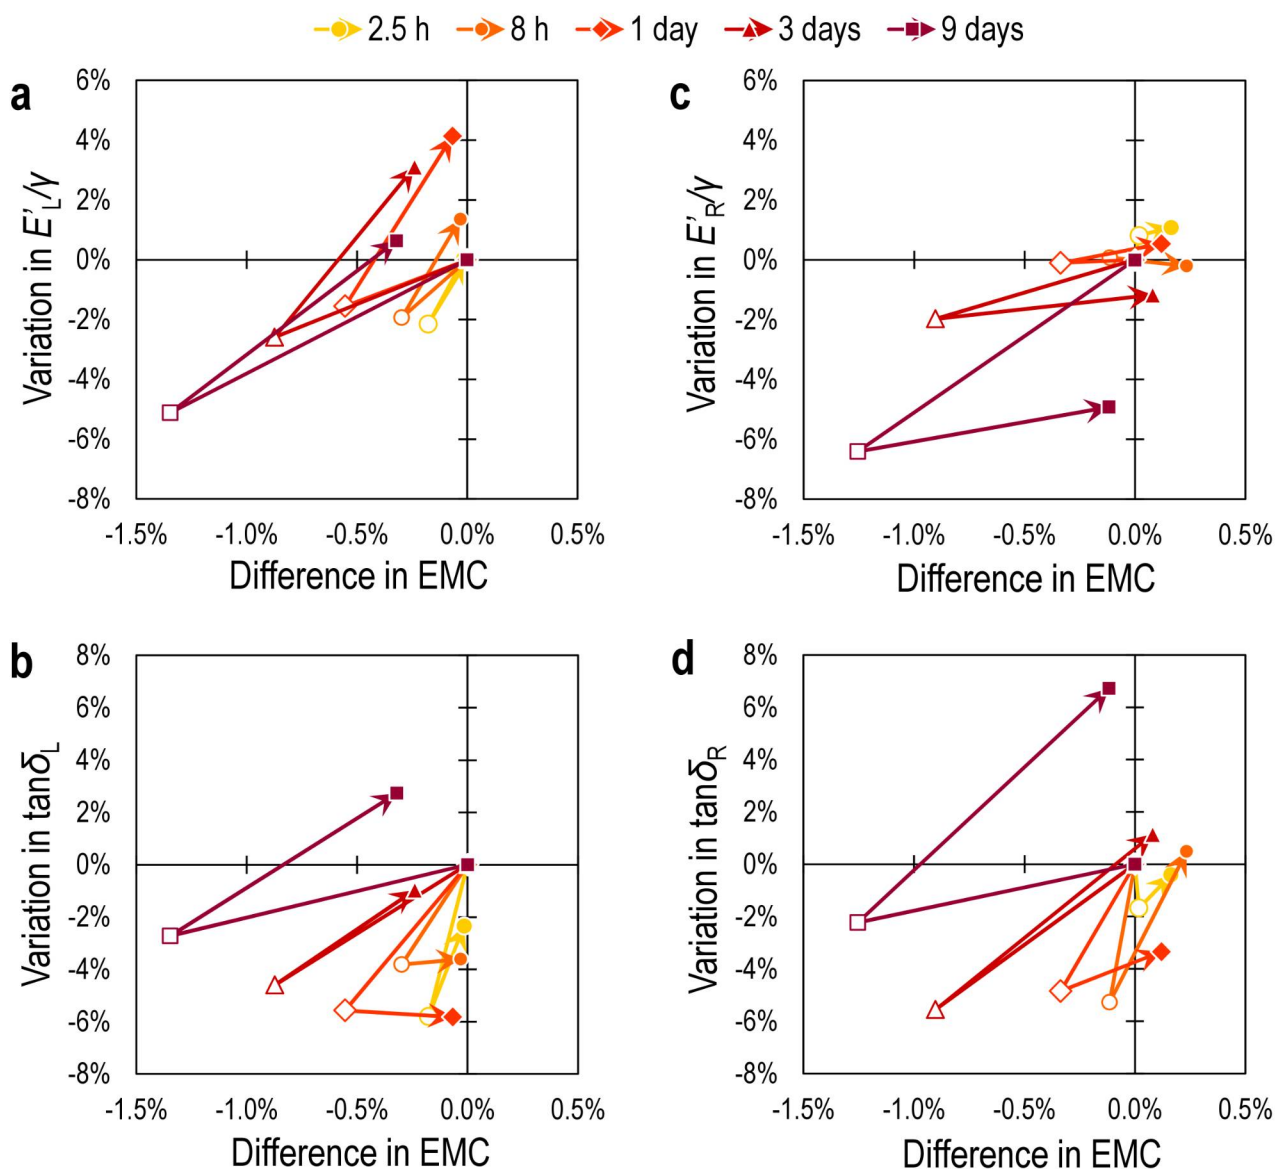 2.5 h 8 h 1 day 3 days 9 days
a
Variation in E'L/γ
6%
4%
2%
0%
-2%
-4%
-6%
-8%
-1.5% -1.0% -0.5% 0.0% 0.5%
Difference in EMC
c
Variation in E'R/γ
6%
4%
2%
0%
-2%
-4%
-6%
-8%
-1.5% -1.0% -0.5% 0.0% 0.5%
Difference in EMC
b
Variation in tanδL
8%
6%
4%
2%
0%
-2%
-4%
-6%
-8%
-1.5% -1.0% -0.5% 0.0% 0.5%
Difference in EMC
d
Variation in tanδR
8%
6%
4%
2%
0%
-2%
-4%
-6%
-8%
-1.5% -1.0% -0.5% 0.0% 0.5%
Difference in EMC